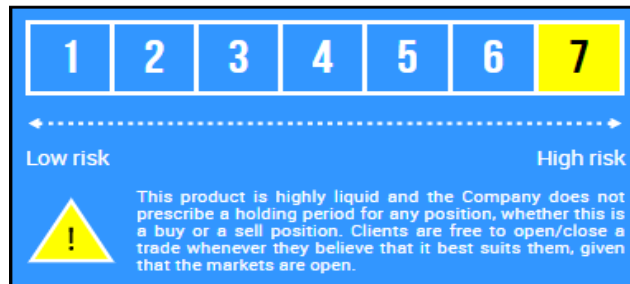 1 2 3 4 5 6 7
Low risk High risk
This product is highly liquid and the Company does not
prescribe a holding period for any position, whether this is
a buy or a sell position. Clients are free to open/close a
trade whenever they believe that it best suits them, given
that the markets are open.
!